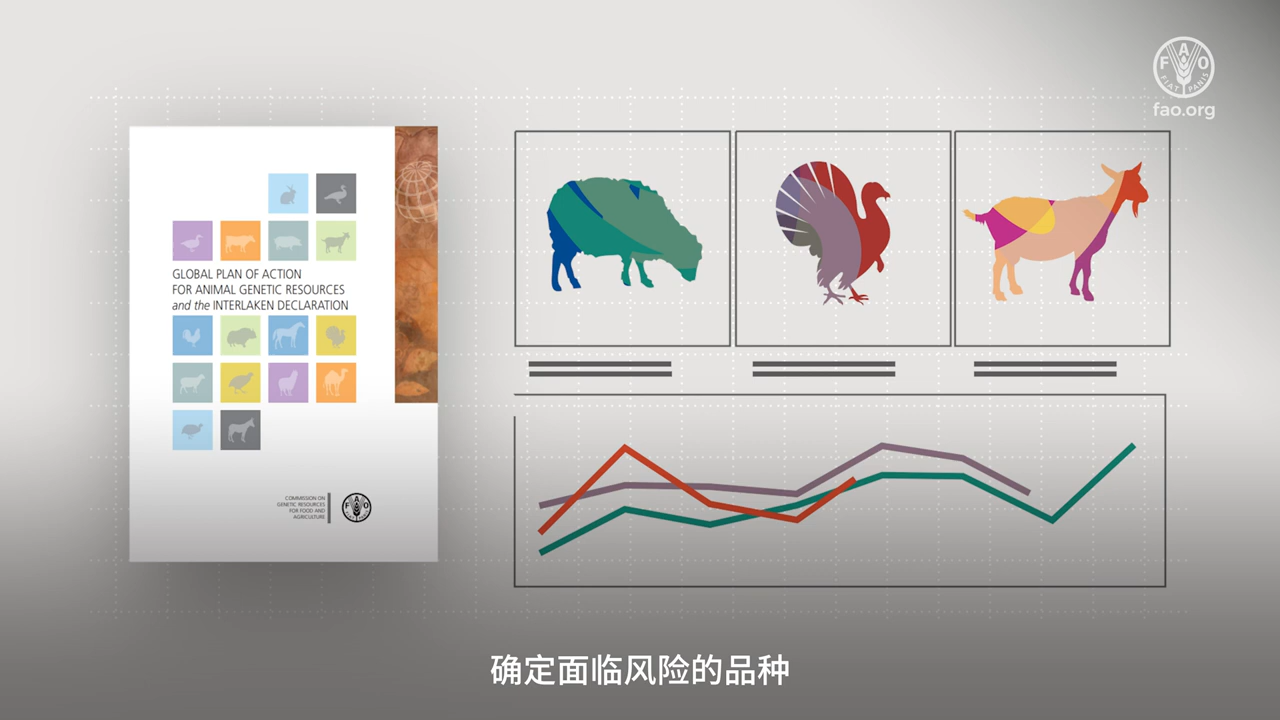 FAO
FIAT PANIS
fao.org
GLOBAL PLAN OF ACTION
FOR ANIMAL GENETIC RESOURCES
and the INTERLAKEN DECLARATION
COMMISSION ON
GENETIC RESOURCES
FOR FOOD AND
AGRICULTURE
FAO
确定面临风险的品种